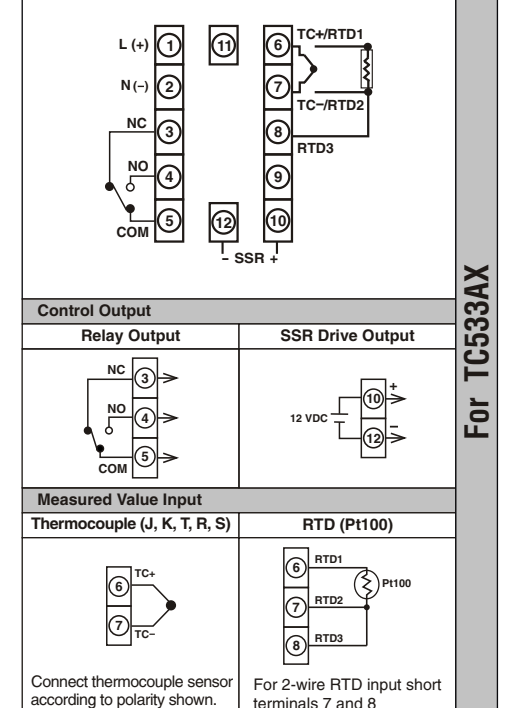 L (+) 1 11 6 TC+/RTD1
N (−) 2 7 TC−/RTD2
NC 3 8 RTD3
NO 4 9
COM 5 12 10
− SSR +
Control Output
Relay Output
SSR Drive Output
NC 3
NO 4
COM 5
12 VDC
10 +
12 −
Measured Value Input
Thermocouple (J, K, T, R, S)
RTD (Pt100)
6 TC+
7 TC−
6 RTD1
7 RTD2
8 RTD3
Pt100
Connect thermocouple sensor
according to polarity shown.
For 2-wire RTD input short
terminals 7 and 8
For TC533AX